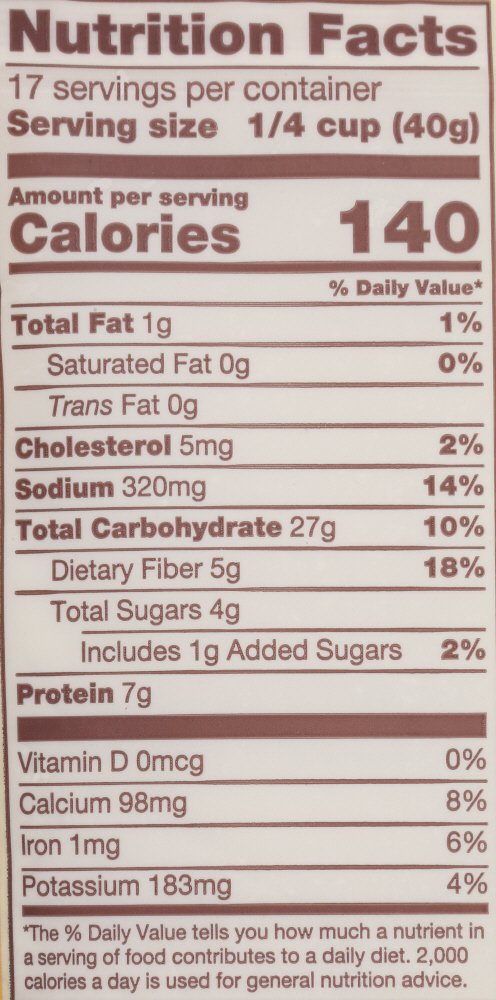 Nutrition Facts
17 servings per container
Serving size 1/4 cup (40g)
Amount per serving
Calories 140
% Daily Value*
Total Fat 1g 1%
Saturated Fat 0g 0%
Trans Fat 0g
Cholesterol 5mg 2%
Sodium 320mg 14%
Total Carbohydrate 27g 10%
Dietary Fiber 5g 18%
Total Sugars 4g
Includes 1g Added Sugars 2%
Protein 7g
Vitamin D 0mcg 0%
Calcium 98mg 8%
Iron 1mg 6%
Potassium 183mg 4%
*The % Daily Value tells you how much a nutrient in
a serving of food contributes to a daily diet. 2,000
calories a day is used for general nutrition advice.